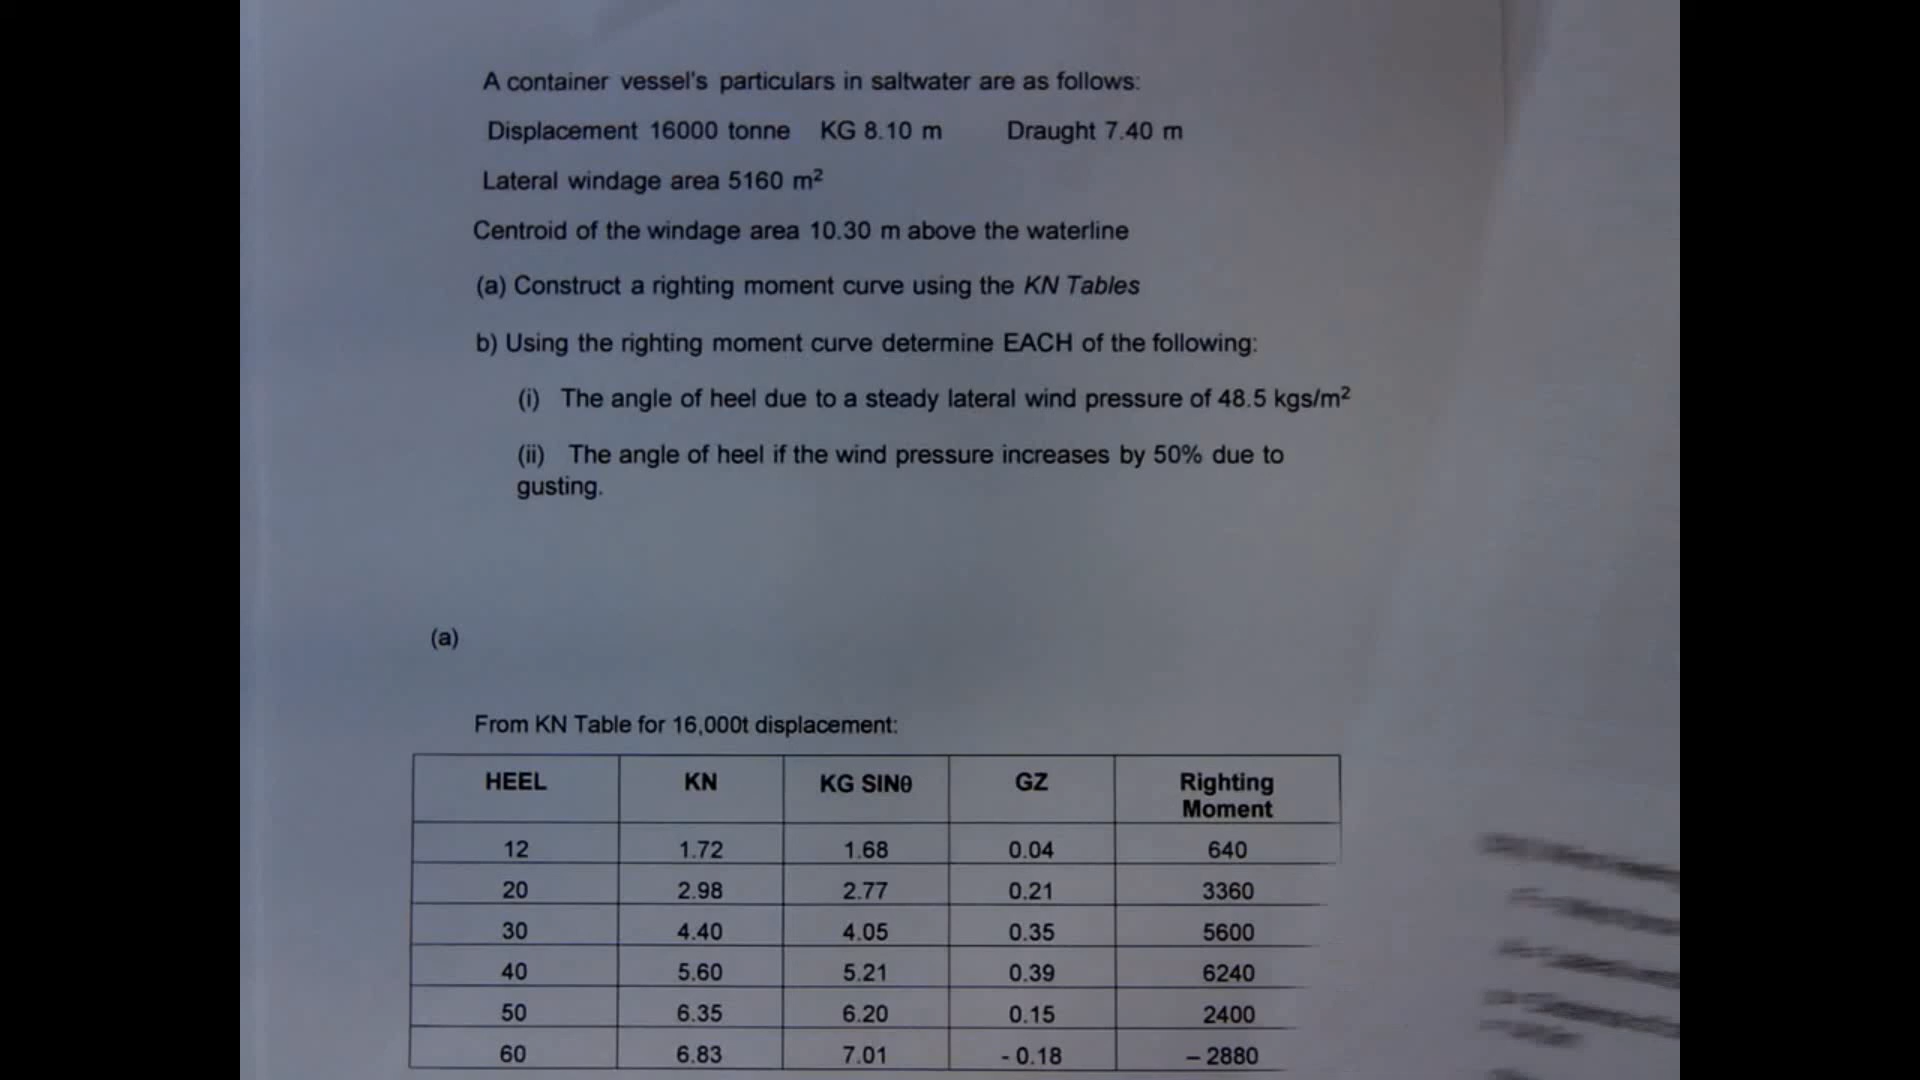 A container vessel's particulars in saltwater are as follows:
Displacement 16000 tonne KG 8.10 m Draught 7.40 m
Lateral windage area 5160 m²
Centroid of the windage area 10.30 m above the waterline
(a) Construct a righting moment curve using the KN Tables
b) Using the righting moment curve determine EACH of the following:
(i) The angle of heel due to a steady lateral wind pressure of 48.5 kgs/m²
(ii) The angle of heel if the wind pressure increases by 50% due to
gusting.
(a)
From KN Table for 16,000t displacement:
HEEL KN KG SINθ GZ Righting
Moment
12 1.72 1.68 0.04 640
20 2.98 2.77 0.21 3360
30 4.40 4.05 0.35 5600
40 5.60 5.21 0.39 6240
50 6.35 6.20 0.15 2400
60 6.83 7.01 - 0.18 – 2880